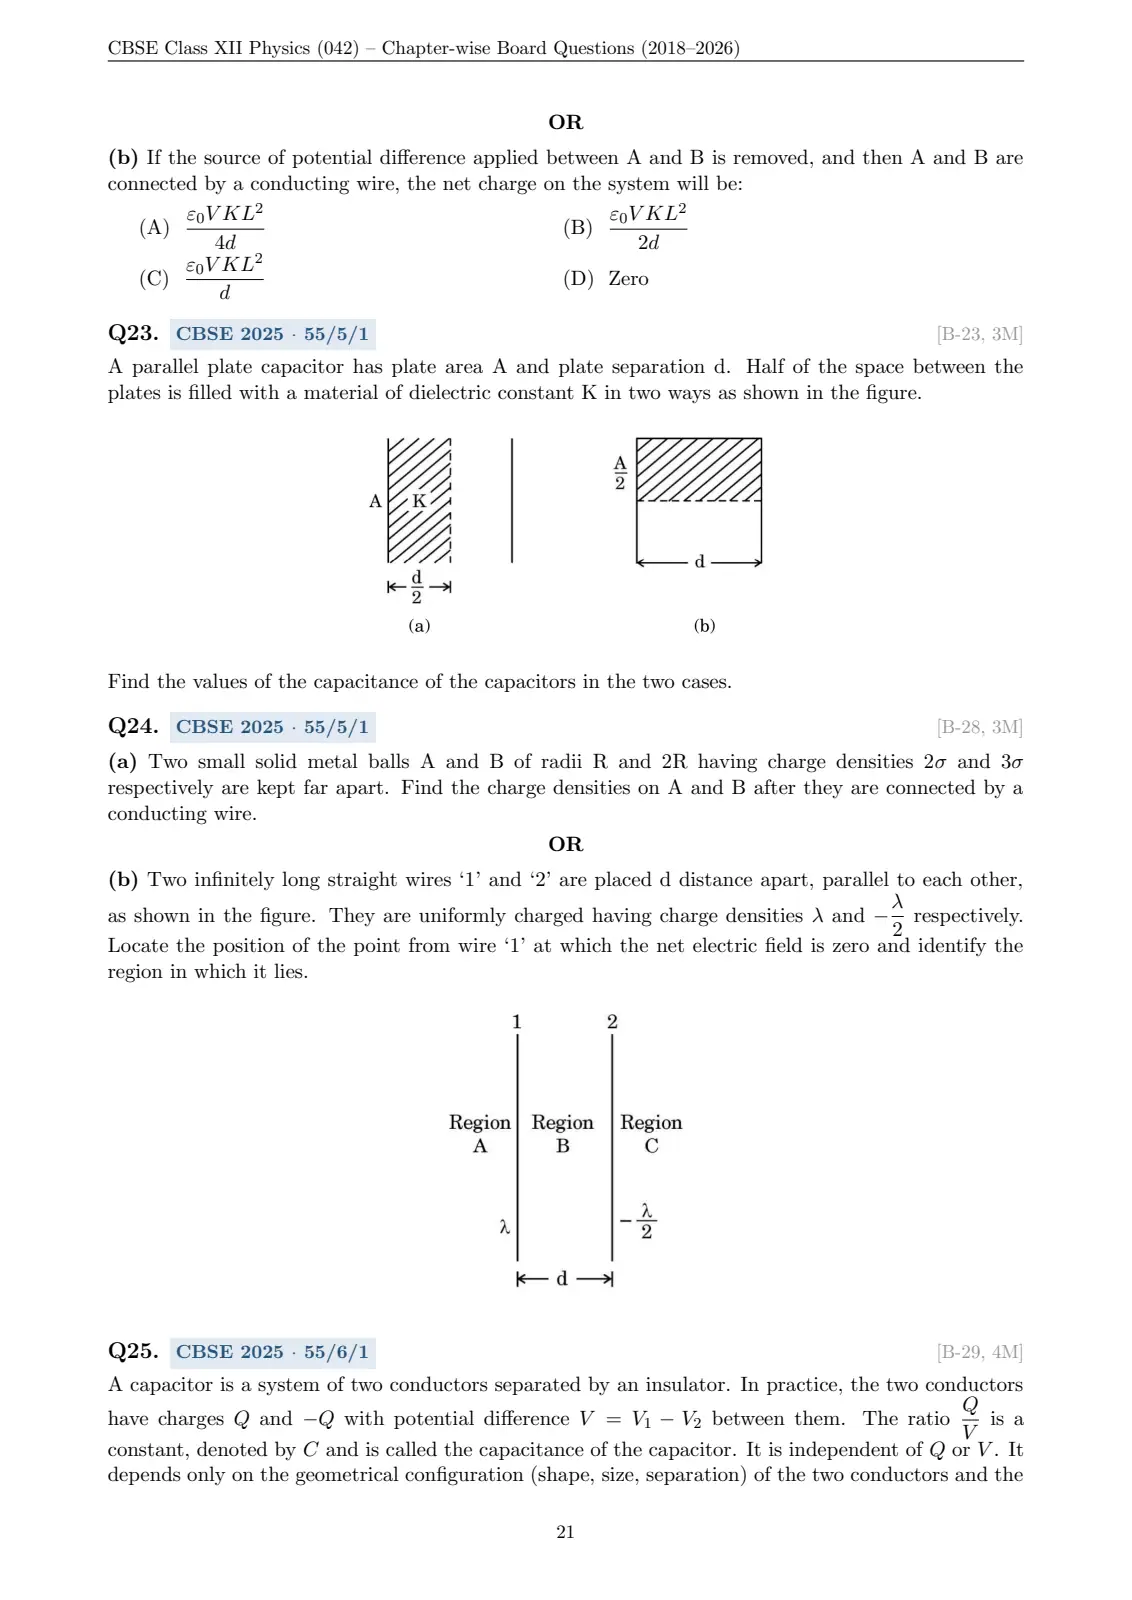 CBSE Class XII Physics (042) – Chapter-wise Board Questions (2018–2026)
OR
(b) If the source of potential difference applied between A and B is removed, and then A and B are
connected by a conducting wire, the net charge on the system will be:
(A) ε₀VKL²/4d (B) ε₀VKL²/2d
(C) ε₀VKL²/d (D) Zero
Q23. CBSE 2025 · 55/5/1 [B-23, 3M]
A parallel plate capacitor has plate area A and plate separation d. Half of the space between the
plates is filled with a material of dielectric constant K in two ways as shown in the figure.
A K A/2
d/2 d
(a) (b)
Find the values of the capacitance of the capacitors in the two cases.
Q24. CBSE 2025 · 55/5/1 [B-28, 3M]
(a) Two small solid metal balls A and B of radii R and 2R having charge densities 2σ and 3σ
respectively are kept far apart. Find the charge densities on A and B after they are connected by a
conducting wire.
OR
(b) Two infinitely long straight wires ‘1’ and ‘2’ are placed d distance apart, parallel to each other,
as shown in the figure. They are uniformly charged having charge densities λ and −λ/2 respectively.
Locate the position of the point from wire ‘1’ at which the net electric field is zero and identify the
region in which it lies.
1 2
Region Region Region
A B C
λ −λ/2
d
Q25. CBSE 2025 · 55/6/1 [B-29, 4M]
A capacitor is a system of two conductors separated by an insulator. In practice, the two conductors
have charges Q and −Q with potential difference V = V₁ − V₂ between them. The ratio Q/V is a
constant, denoted by C and is called the capacitance of the capacitor. It is independent of Q or V. It
depends only on the geometrical configuration (shape, size, separation) of the two conductors and the
21